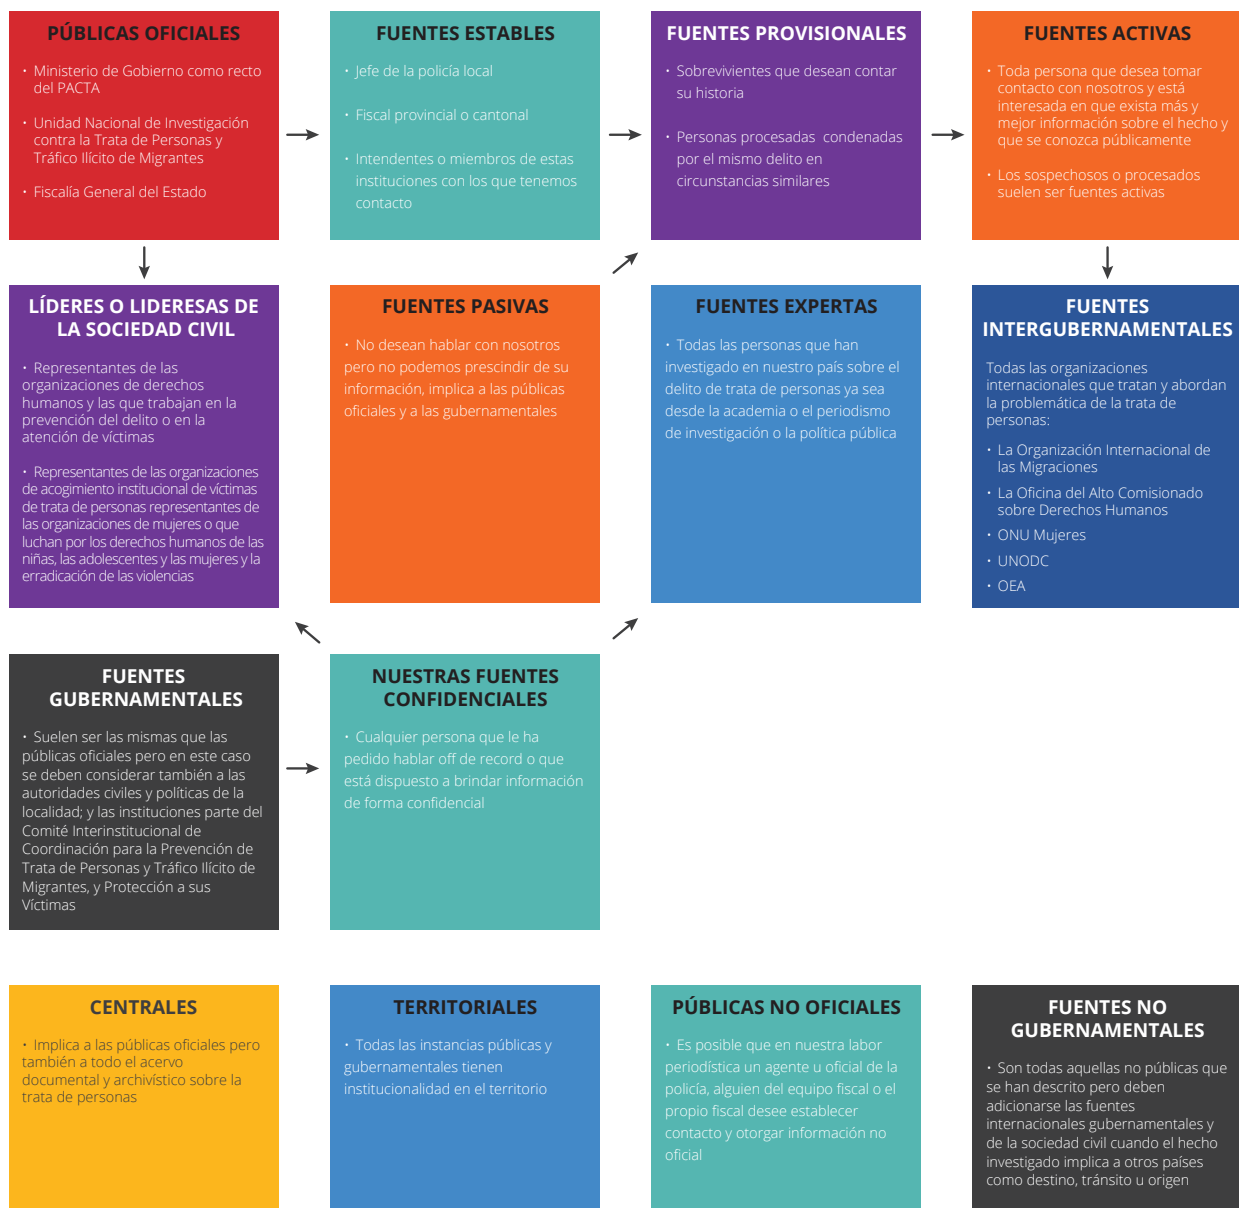 PÚBLICAS OFICIALES
· Ministerio de Gobierno como recto
del PACTA
· Unidad Nacional de Investigación
contra la Trata de Personas y
Tráfico Ilícito de Migrantes
· Fiscalía General del Estado
FUENTES ESTABLES
· Jefe de la policía local
· Fiscal provincial o cantonal
· Intendentes o miembros de estas
instituciones con los que tenemos
contacto
FUENTES PROVISIONALES
· Sobrevivientes que desean contar
su historia
· Personas procesadas condenadas
por el mismo delito en
circunstancias similares
FUENTES ACTIVAS
· Toda persona que desea tomar
contacto con nosotros y está
interesada en que exista más y
mejor información sobre el hecho y
que se conozca públicamente
· Los sospechosos o procesados
suelen ser fuentes activas
LÍDERES O LIDERESAS DE
LA SOCIEDAD CIVIL
· Representantes de las
organizaciones de derechos
humanos y las que trabajan en la
prevención del delito o en la
atención de víctimas
· Representantes de las organizaciones
de acogimiento institucional de víctimas
de trata de personas representantes de
las organizaciones de mujeres o que
luchan por los derechos humanos de las
niñas, las adolescentes y las mujeres y la
erradicación de las violencias
FUENTES PASIVAS
· No desean hablar con nosotros
pero no podemos prescindir de su
información, implica a las públicas
oficiales y a las gubernamentales
FUENTES EXPERTAS
· Todas las personas que han
investigado en nuestro país sobre el
delito de trata de personas ya sea
desde la academia o el periodismo
de investigación o la política pública
FUENTES
INTERGUBERNAMENTALES
Todas las organizaciones
internacionales que tratan y abordan
la problemática de la trata de
personas:
· La Organización Internacional de
las Migraciones
· La Oficina del Alto Comisionado
sobre Derechos Humanos
· ONU Mujeres
· UNODC
· OEA
FUENTES
GUBERNAMENTALES
· Suelen ser las mismas que las
públicas oficiales pero en este caso
se deben considerar también a las
autoridades civiles y políticas de la
localidad; y las instituciones parte del
Comité Interinstitucional de
Coordinación para la Prevención de
Trata de Personas y Tráfico Ilícito de
Migrantes, y Protección a sus
Víctimas
NUESTRAS FUENTES
CONFIDENCIALES
· Cualquier persona que le ha
pedido hablar off de record o que
está dispuesto a brindar información
de forma confidencial
CENTRALES
· Implica a las públicas oficiales pero
también a todo el acervo
documental y archivístico sobre la
trata de personas
TERRITORIALES
· Todas las instancias públicas y
gubernamentales tienen
institucionalidad en el territorio
PÚBLICAS NO OFICIALES
· Es posible que en nuestra labor
periodística un agente u oficial de la
policía, alguien del equipo fiscal o el
propio fiscal desee establecer
contacto y otorgar información no
oficial
FUENTES NO
GUBERNAMENTALES
· Son todas aquellas no públicas que
se han descrito pero deben
adicionarse las fuentes
internacionales gubernamentales y
de la sociedad civil cuando el hecho
investigado implica a otros países
como destino, tránsito u origen